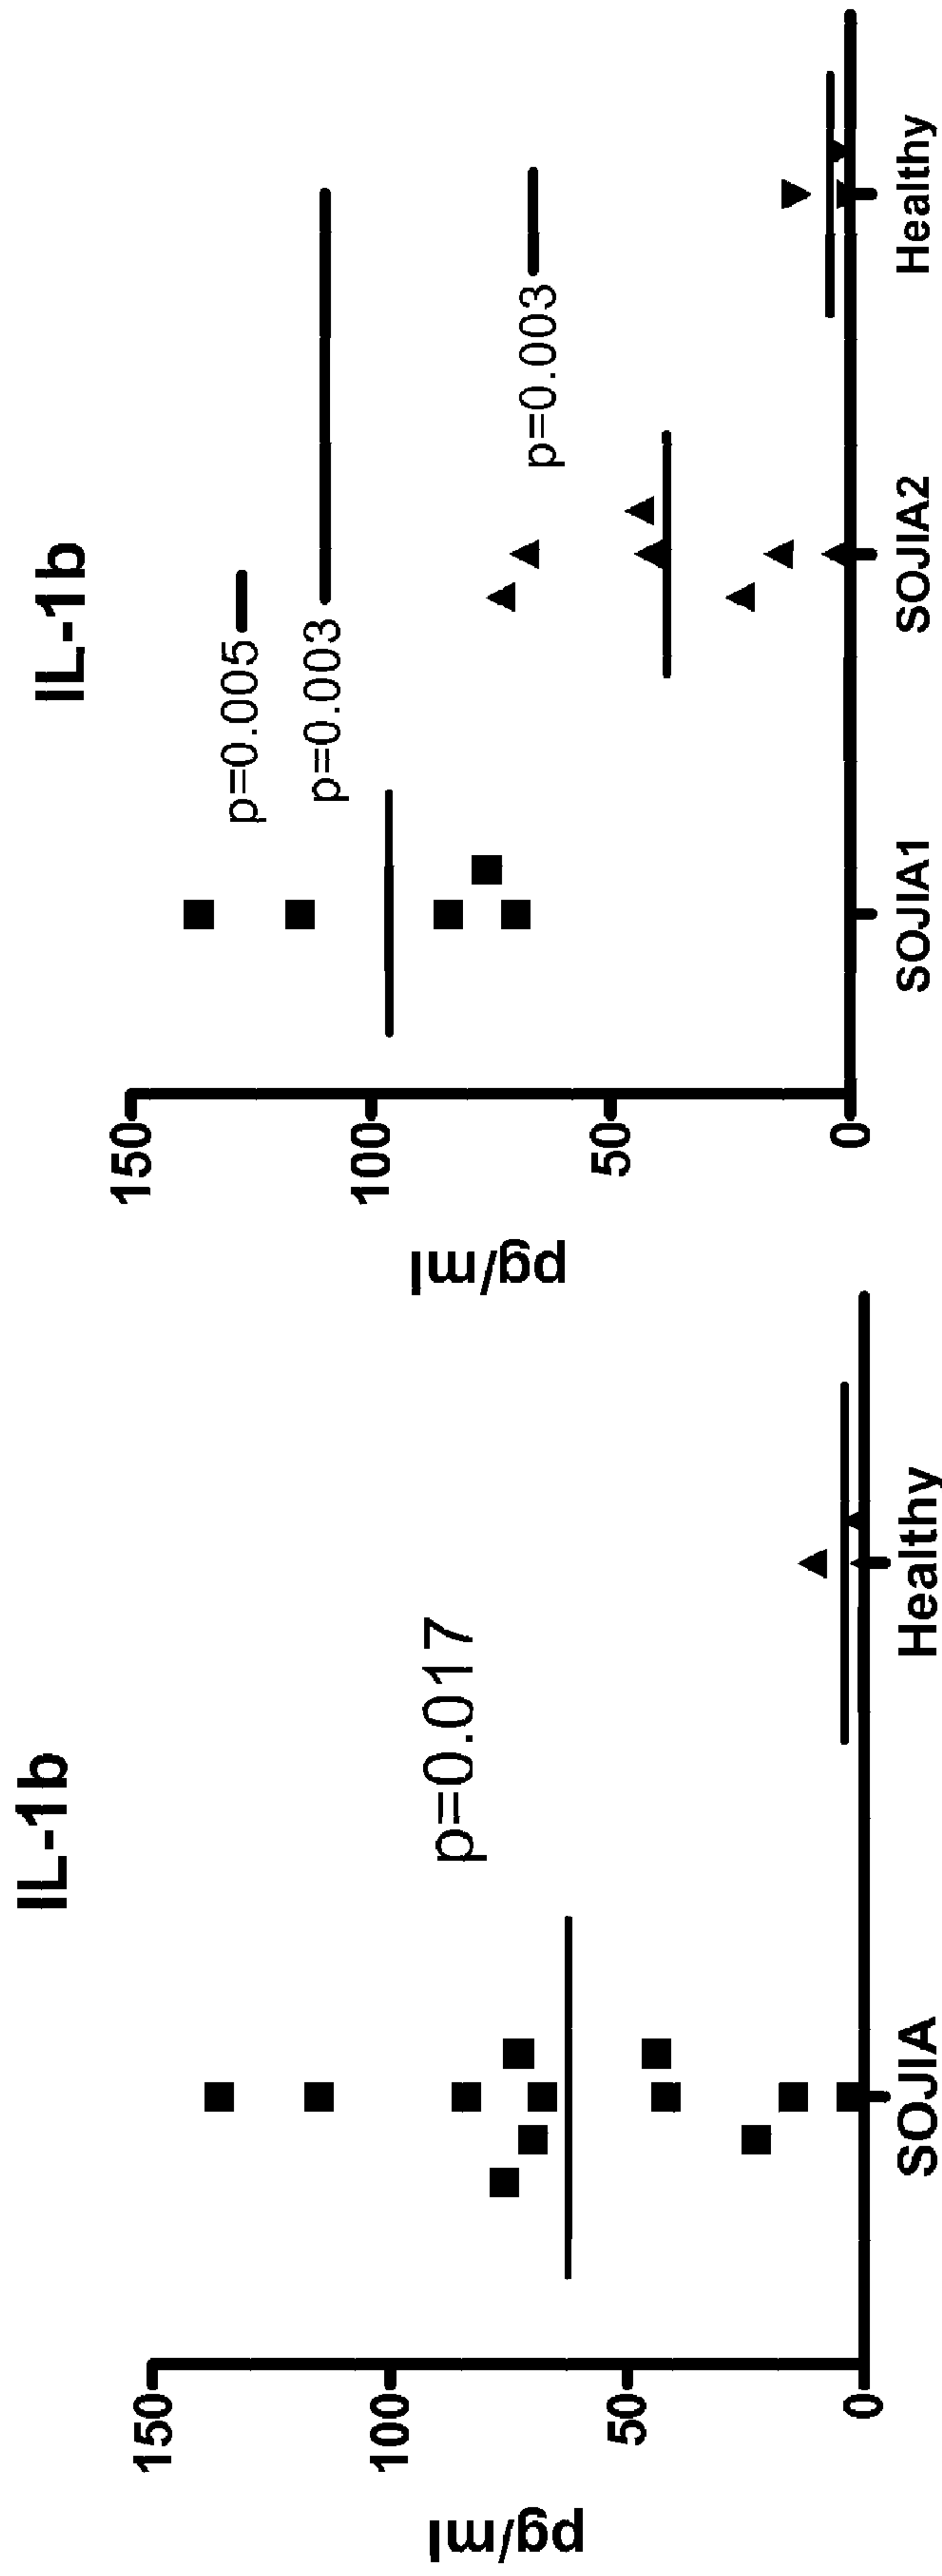 IL-1b
150
100
50
0
pg/ml
p=0.017
SOJIA
Healthy
IL-1b
150
100
50
0
pg/ml
p=0.005
p=0.003
p=0.003
SOJIA1
SOJIA2
Healthy